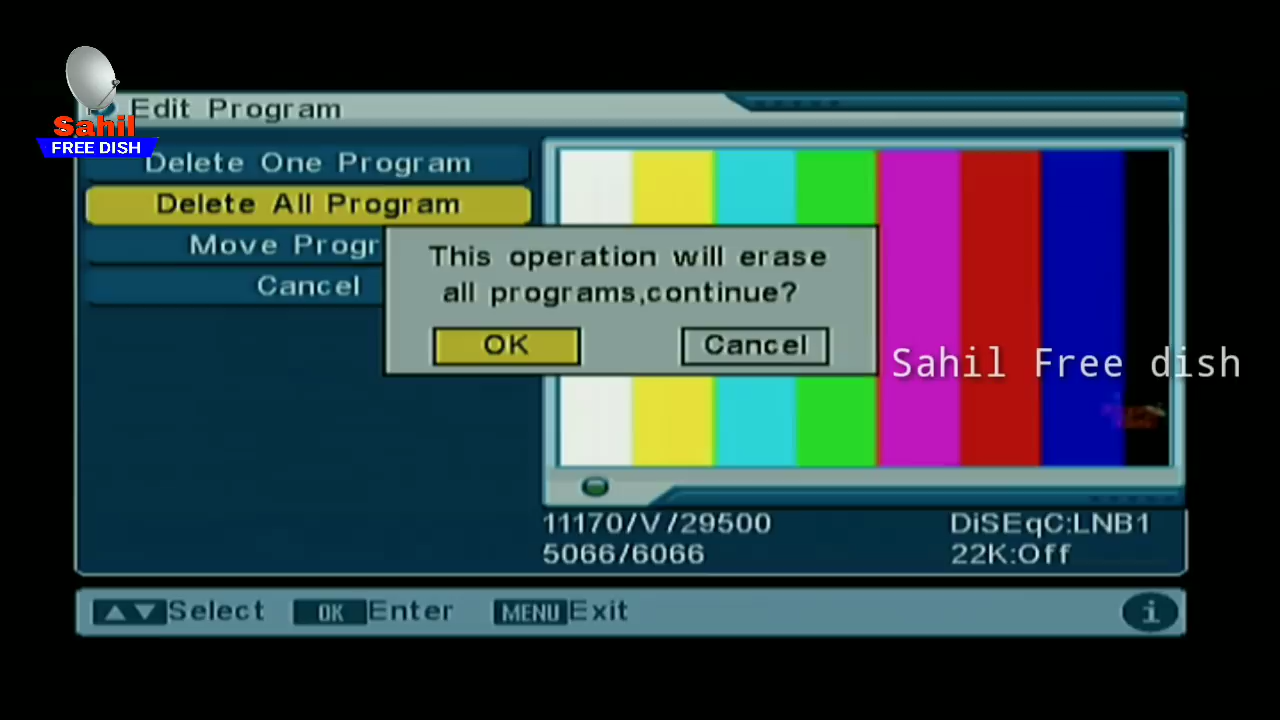 Edit Program
Sahil
FREE DISH
Delete One Program
Delete All Program
Move Progr
Cancel
This operation will erase
all programs,continue?
OK
Cancel
Sahil Free dish
11170/V/29500
DiSEqC:LNB1
5066/6066
22K:Off
▲▼Select
OK Enter
MENU Exit
i